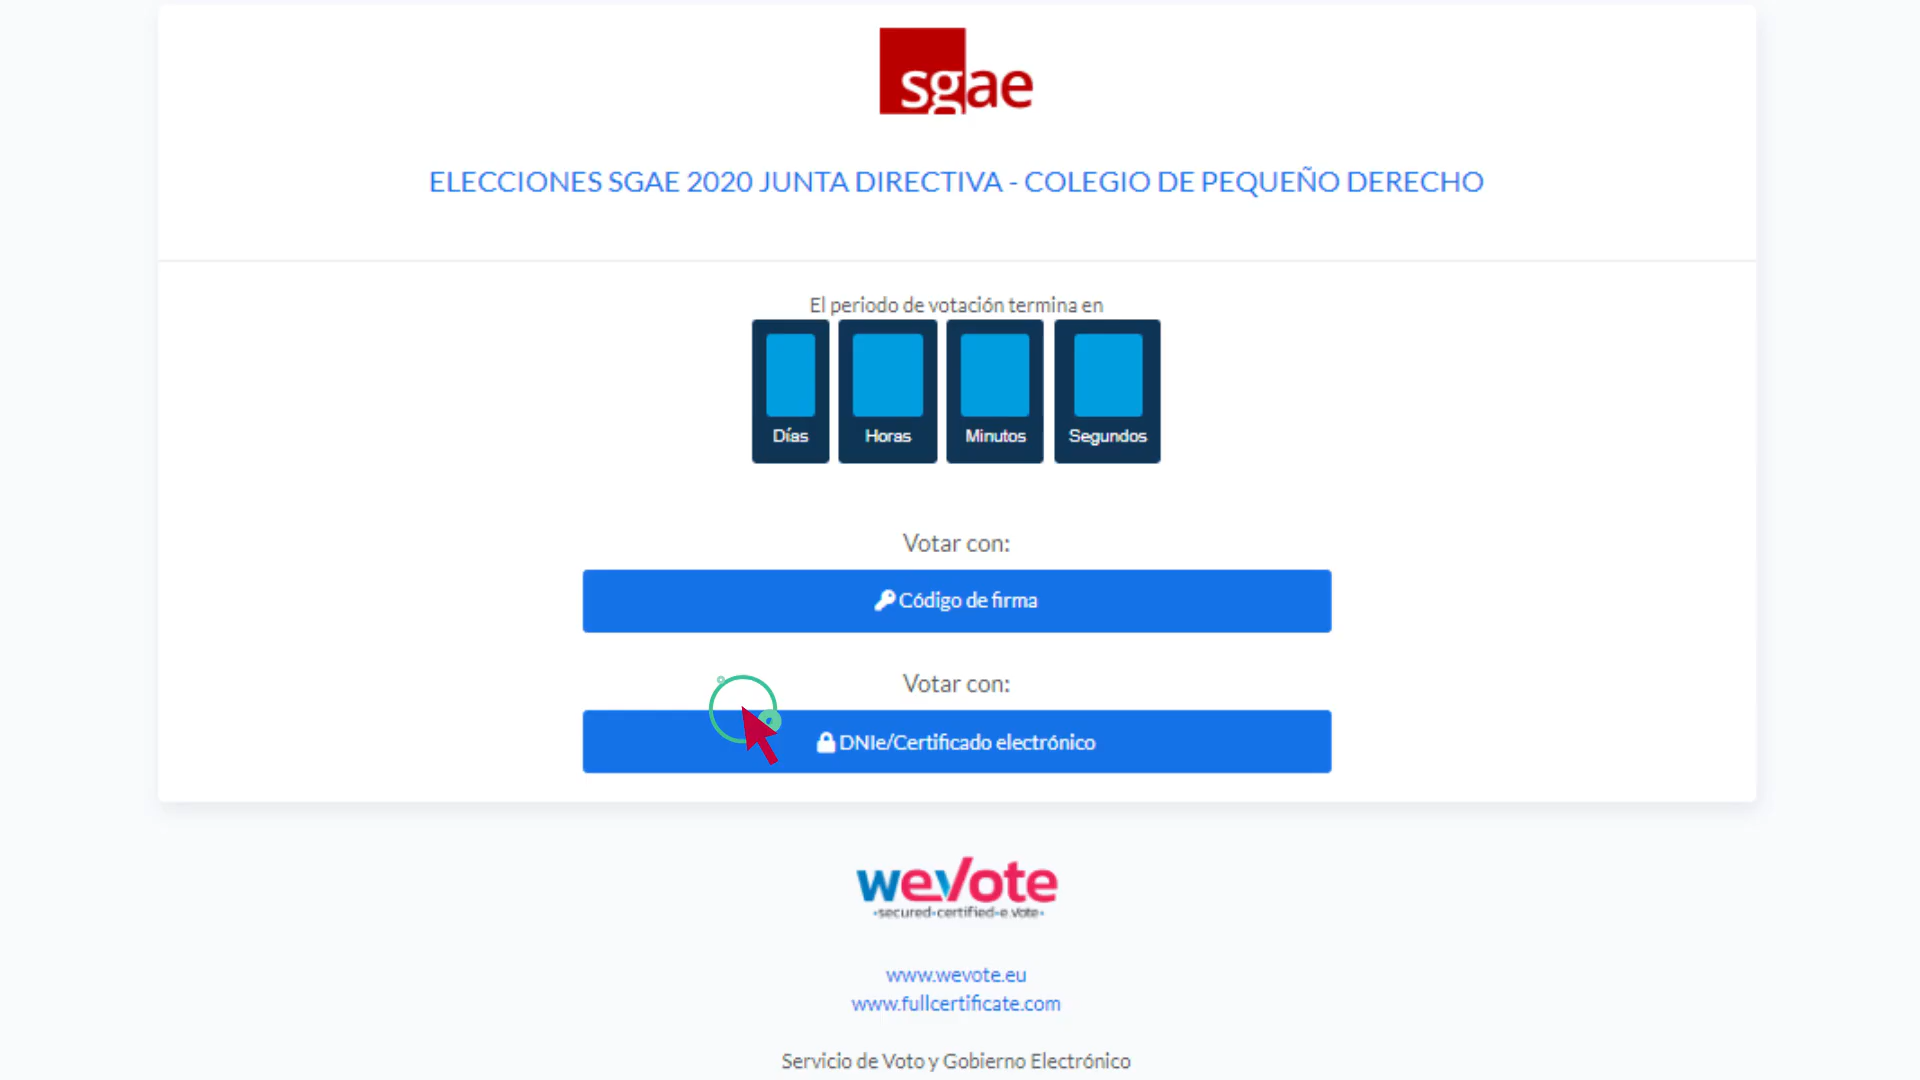 sgae
ELECCIONES SGAE 2020 JUNTA DIRECTIVA - COLEGIO DE PEQUEÑO DERECHO
El periodo de votación termina en
Días Horas Minutos Segundos
Votar con:
Código de firma
Votar con:
DNIe/Certificado electrónico
wevote
•secured•certified•e.Vote•
www.wevote.eu
www.fullcertificate.com
Servicio de Voto y Gobierno Electrónico